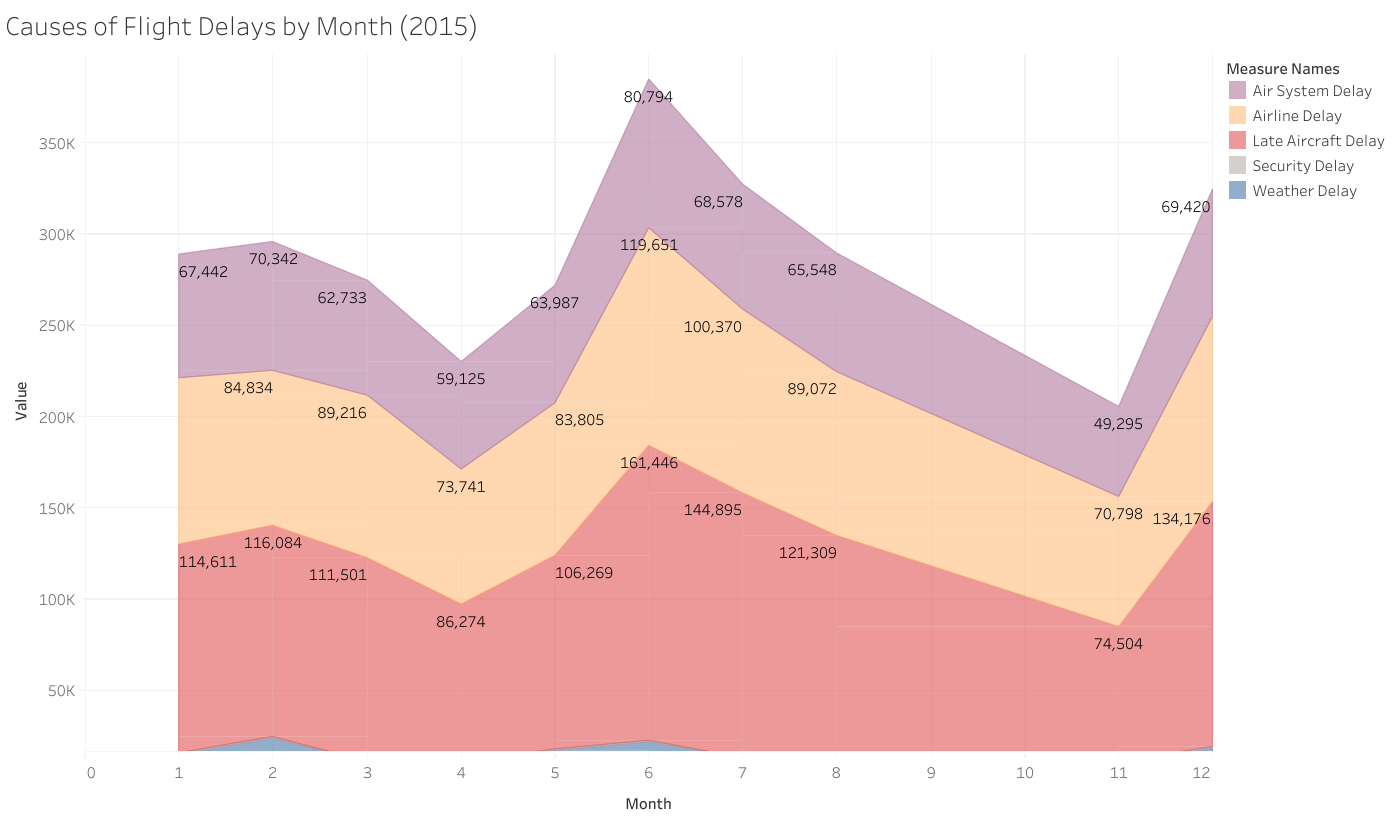 Causes of Flight Delays by Month (2015)
Measure Names
Air System Delay
Airline Delay
Late Aircraft Delay
Security Delay
Weather Delay
Value
350K
300K
250K
200K
150K
100K
50K
80,794
68,578
69,420
67,442
70,342
62,733
63,987
65,548
59,125
49,295
119,651
100,370
84,834
89,216
83,805
89,072
73,741
70,798
161,446
144,895
134,176
114,611
116,084
111,501
106,269
121,309
86,274
74,504
0 1 2 3 4 5 6 7 8 9 10 11 12
Month